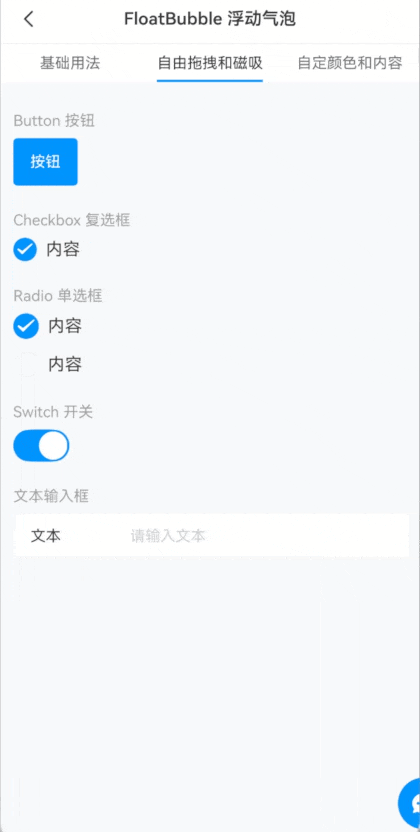 FloatBubble 浮动气泡
基础用法 自由拖拽和磁吸 自定颜色和内容
Button 按钮
按钮
Checkbox 复选框
内容
Radio 单选框
内容
内容
Switch 开关
文本输入框
文本 请输入文本